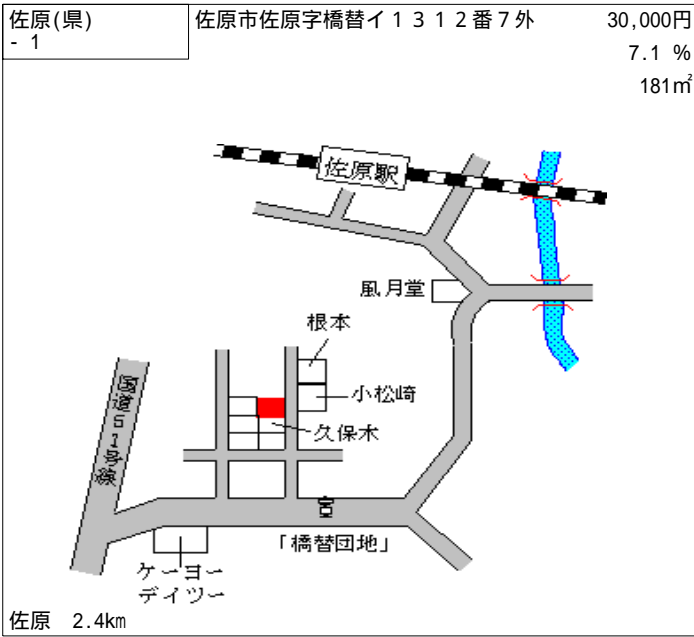 佐原(県)
- 1
佐原市佐原字橋替イ１３１２番７外
30,000円
7.1 %
181㎡
佐原駅
風月堂
根本
小松崎
久保木
国道５１号線
「橋替団地」
ケーヨー
デイツー
佐原 2.4km